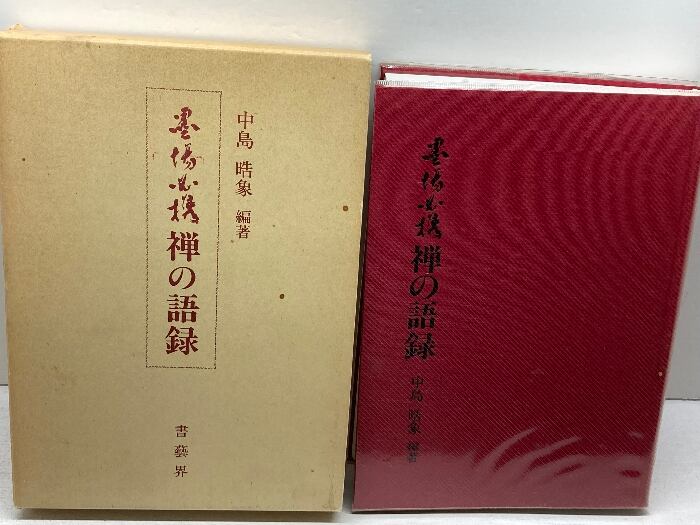 中島 晧象 編著
墨場必携 禅の語録
書藝界
墨場必携 禅の語録
中島 晧象 編著